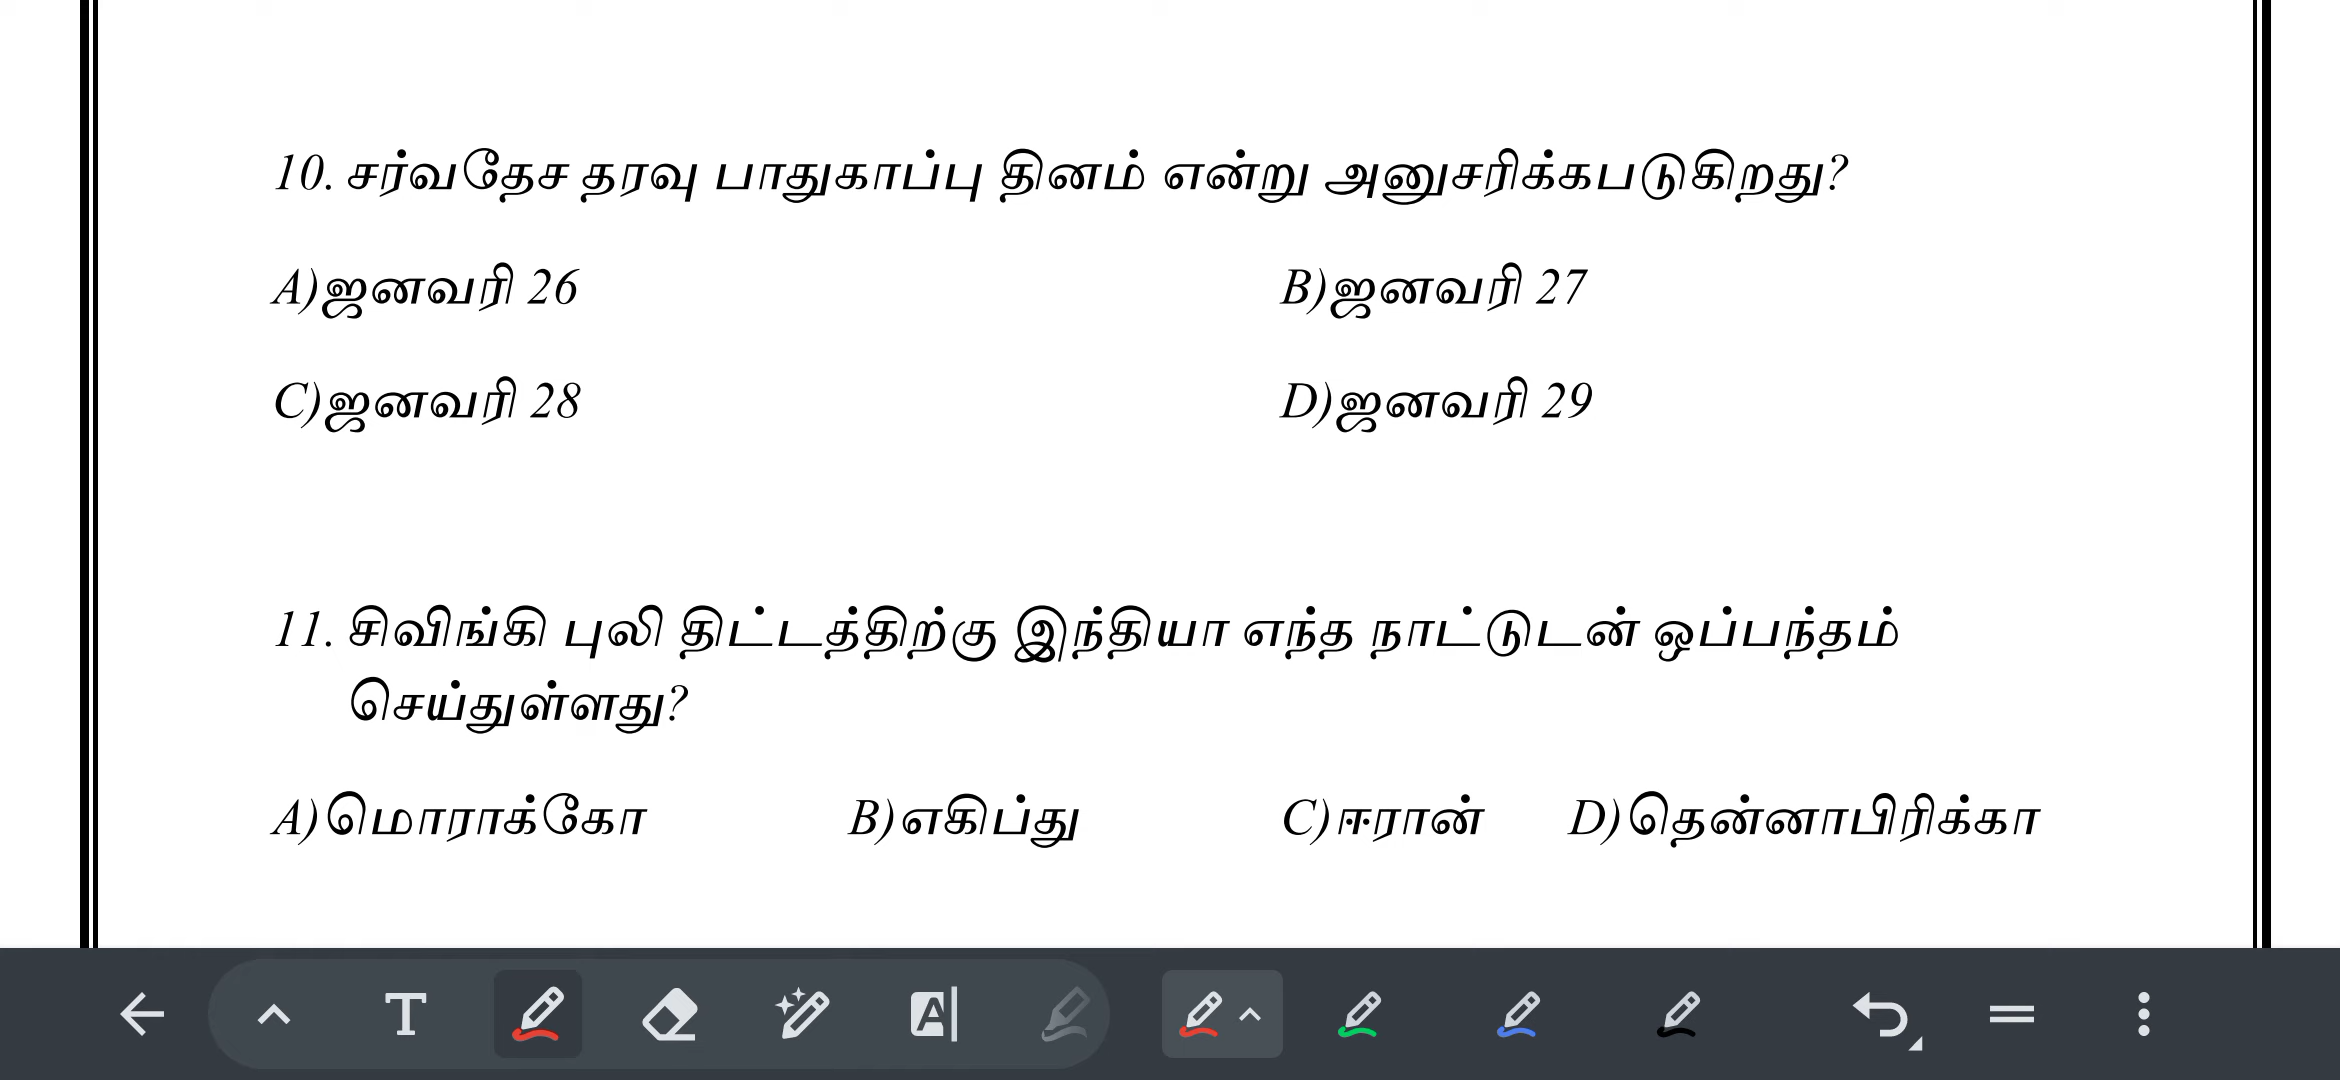 10. சர்வதேச தரவு பாதுகாப்பு தினம் என்று அனுசரிக்கபடுகிறது?
A)ஜனவரி 26 B)ஜனவரி 27
C)ஜனவரி 28 D)ஜனவரி 29
11. சிவிங்கி புலி திட்டத்திற்கு இந்தியா எந்த நாட்டுடன் ஒப்பந்தம்
செய்துள்ளது?
A)மொராக்கோ B)எகிப்து C)ஈரான் D)தென்னாபிரிக்கா